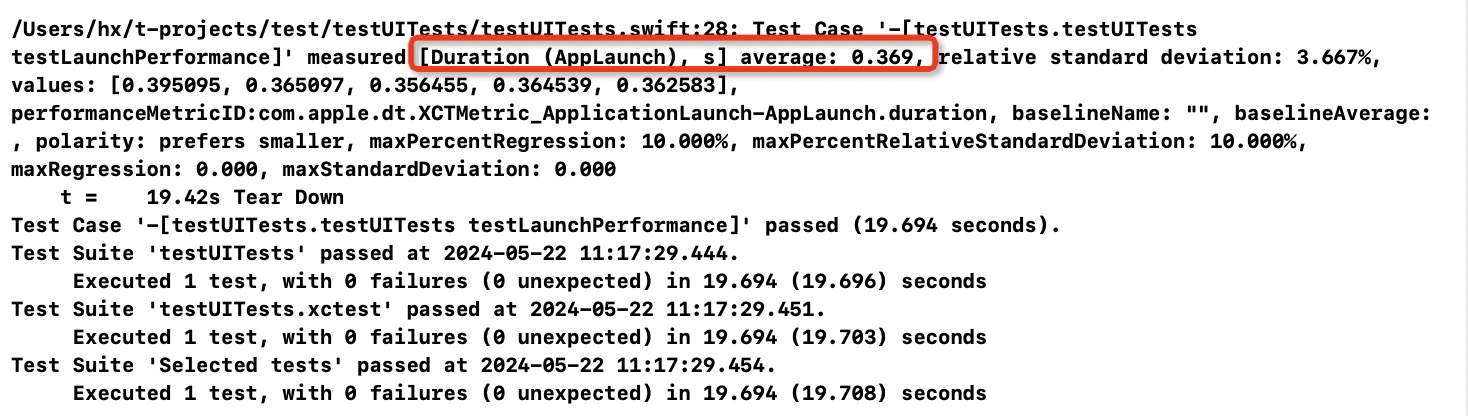 /Users/hx/t-projects/test/testUITests/testUITests.swift:28: Test Case '-[testUITests.testUITests
testLaunchPerformance]' measured [Duration (AppLaunch), s] average: 0.369, relative standard deviation: 3.667%,
values: [0.395095, 0.365097, 0.356455, 0.364539, 0.362583],
performanceMetricID:com.apple.dt.XCTMetric_ApplicationLaunch-AppLaunch.duration, baselineName: "", baselineAverage:
, polarity: prefers smaller, maxPercentRegression: 10.000%, maxPercentRelativeStandardDeviation: 10.000%,
maxRegression: 0.000, maxStandardDeviation: 0.000
    t =    19.42s Tear Down
Test Case '-[testUITests.testUITests testLaunchPerformance]' passed (19.694 seconds).
Test Suite 'testUITests' passed at 2024-05-22 11:17:29.444.
     Executed 1 test, with 0 failures (0 unexpected) in 19.694 (19.696) seconds
Test Suite 'testUITests.xctest' passed at 2024-05-22 11:17:29.451.
     Executed 1 test, with 0 failures (0 unexpected) in 19.694 (19.703) seconds
Test Suite 'Selected tests' passed at 2024-05-22 11:17:29.454.
     Executed 1 test, with 0 failures (0 unexpected) in 19.694 (19.708) seconds